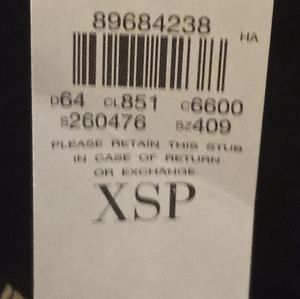 89684238
HA
D64 CL851 C6600
S260476 SZ409
PLEASE RETAIN THIS STUB
IN CASE OF RETURN
OR EXCHANGE.
XSP